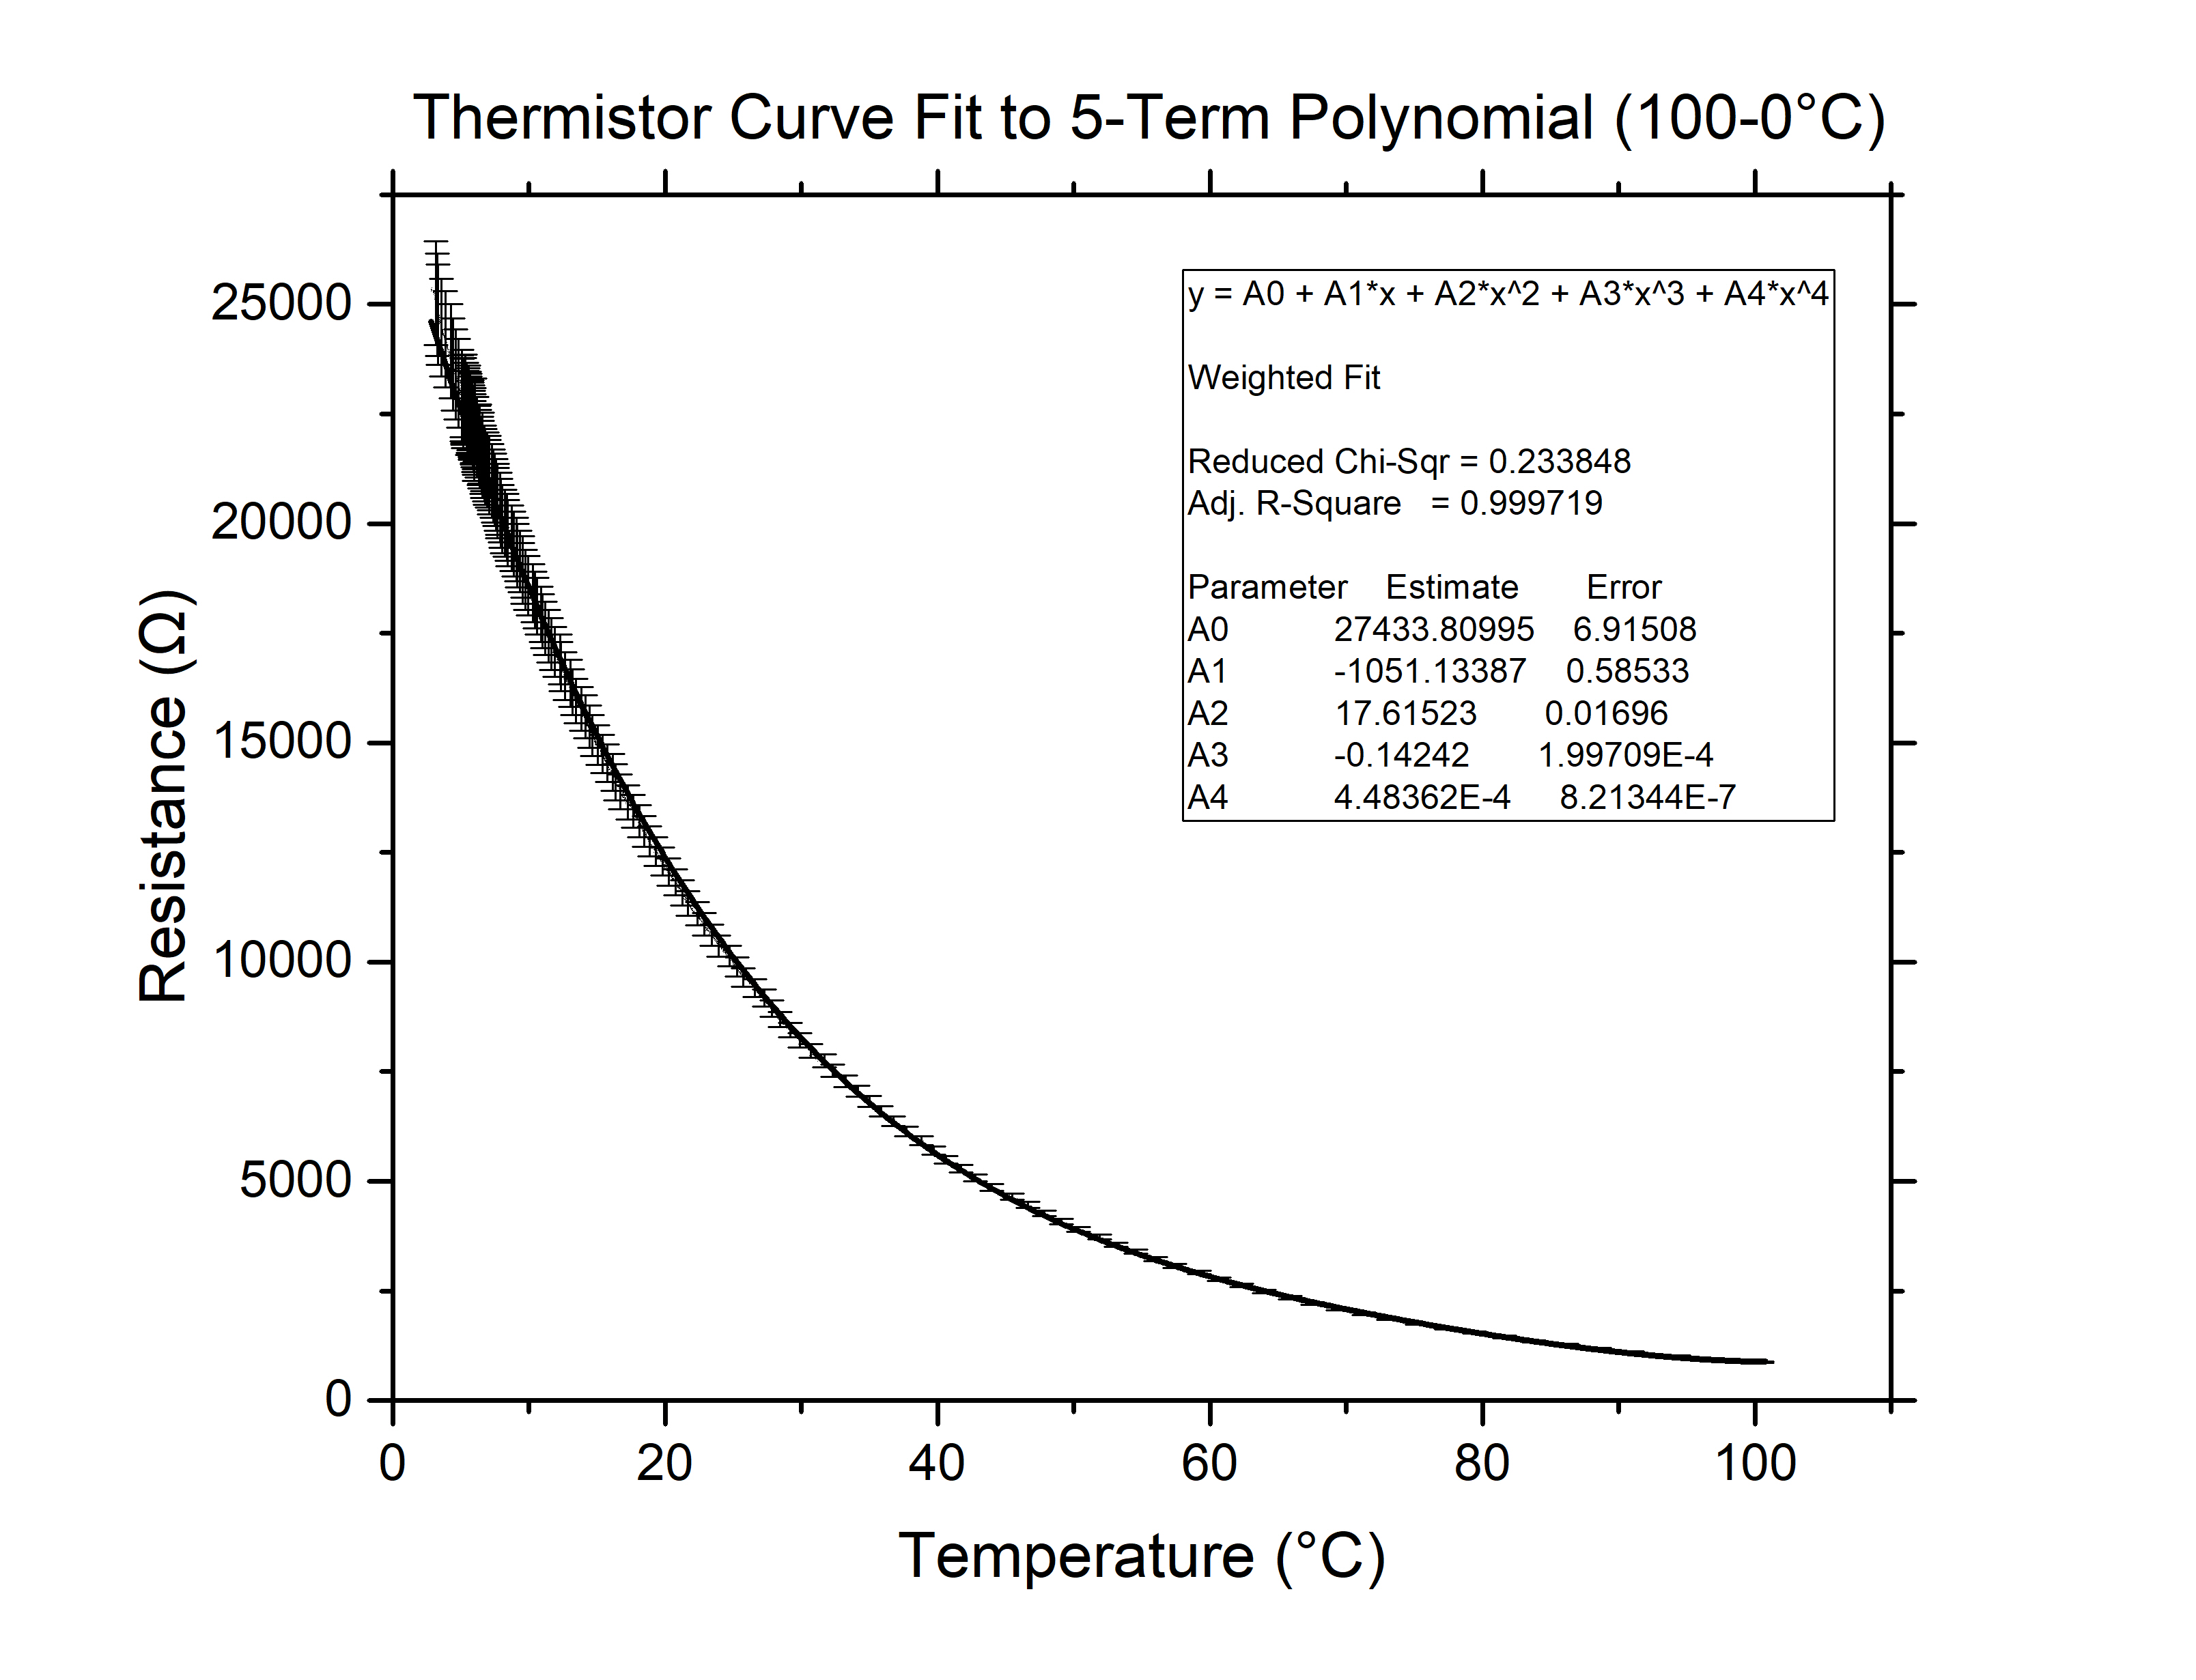 Thermistor Curve Fit to 5-Term Polynomial (100-0°C)
y = A0 + A1*x + A2*x^2 + A3*x^3 + A4*x^4
Weighted Fit
Reduced Chi-Sqr = 0.233848
Adj. R-Square = 0.999719
Parameter Estimate Error
A0 27433.80995 6.91508
A1 -1051.13387 0.58533
A2 17.61523 0.01696
A3 -0.14242 1.99709E-4
A4 4.48362E-4 8.21344E-7
Resistance (Ω)
25000
20000
15000
10000
5000
0
0 20 40 60 80 100
Temperature (°C)